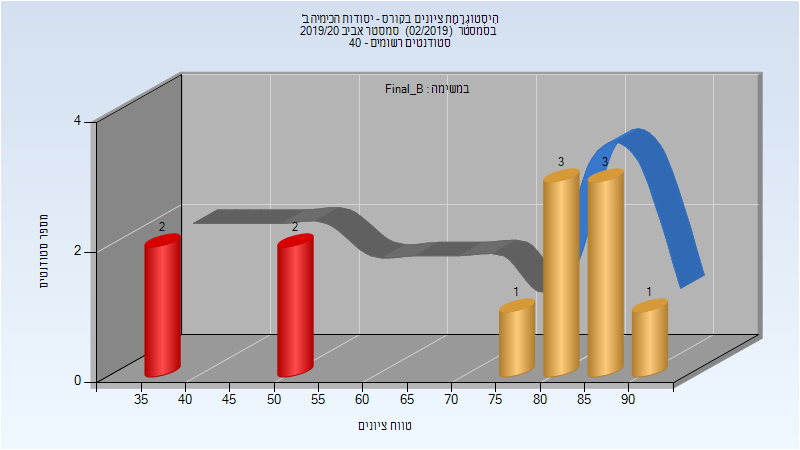 היסטוגרמת ציונים בקורס - יסודות הכימיה ב'
בסמסטר (02/2019) סמסטר אביב 2019/20
סטודנטים רשומים - 40
במשימה : Final_B
מספר סטודנטים
4
2
0
2
2
1
3
3
1
35 40 45 50 55 60 65 70 75 80 85 90
טווח ציונים